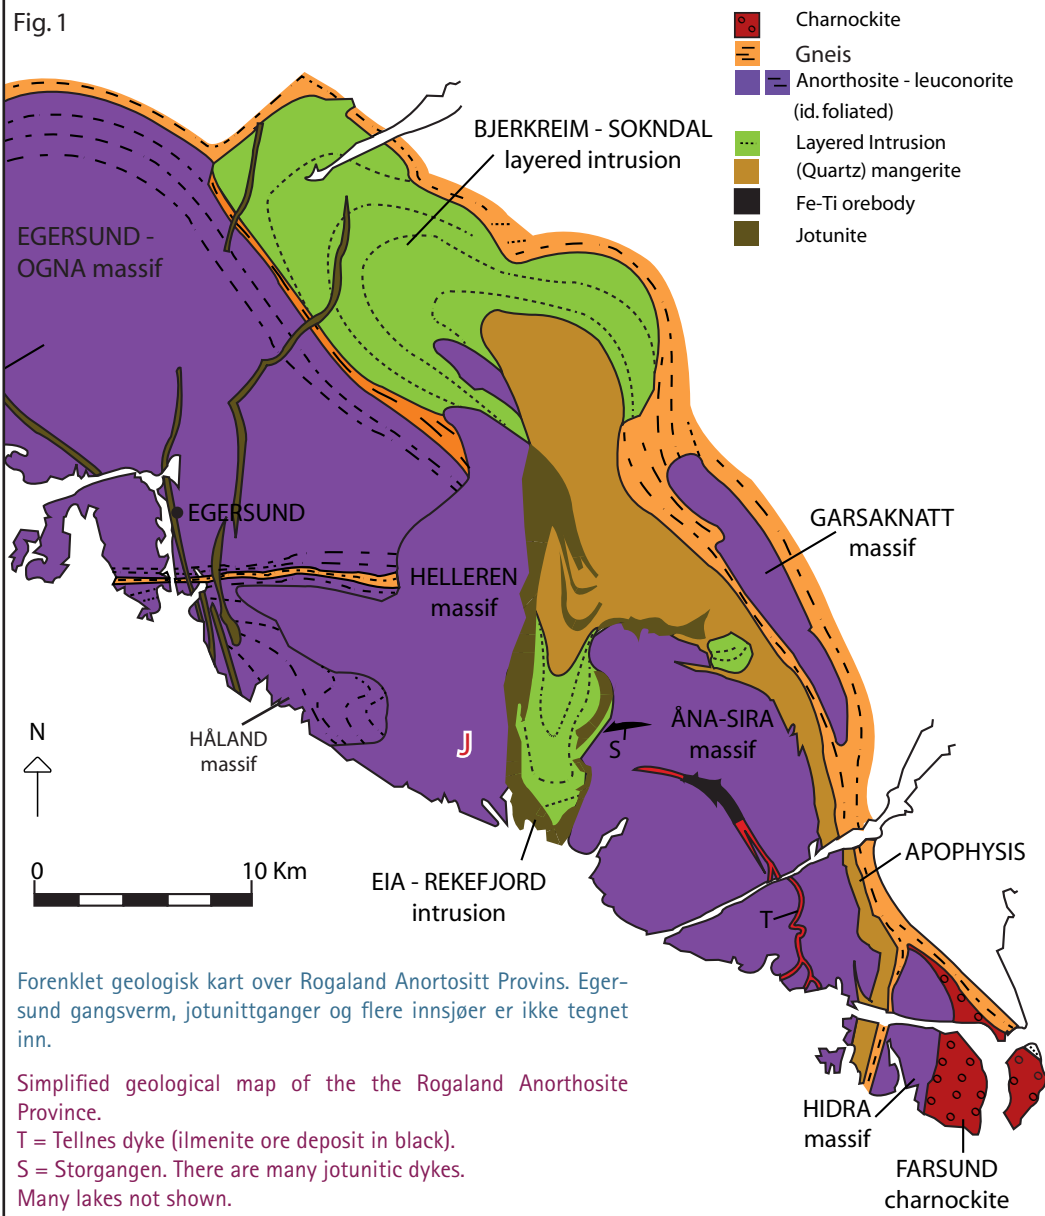 Fig. 1
Charnockite
Gneis
Anorthosite - leuconorite
(id. foliated)
Layered Intrusion
(Quartz) mangerite
Fe-Ti orebody
Jotunite
BJERKREIM - SOKNDAL
layered intrusion
EGERSUND -
OGNA massif
EGERSUND
GARSAKNATT
massif
HELLEREN
massif
HÅLAND
massif
J
S
ÅNA-SIRA
massif
N
0
10 Km
EIA - REKEFJORD
intrusion
APOPHYSIS
T
Forenklet geologisk kart over Rogaland Anortositt Provins. Eger-
sund gangsverm, jotunittganger og flere innsjøer er ikke tegnet
inn.
Simplified geological map of the the Rogaland Anorthosite
Province.
T = Tellnes dyke (ilmenite ore deposit in black).
S = Storgangen. There are many jotunitic dykes.
Many lakes not shown.
HIDRA
massif
FARSUND
charnockite